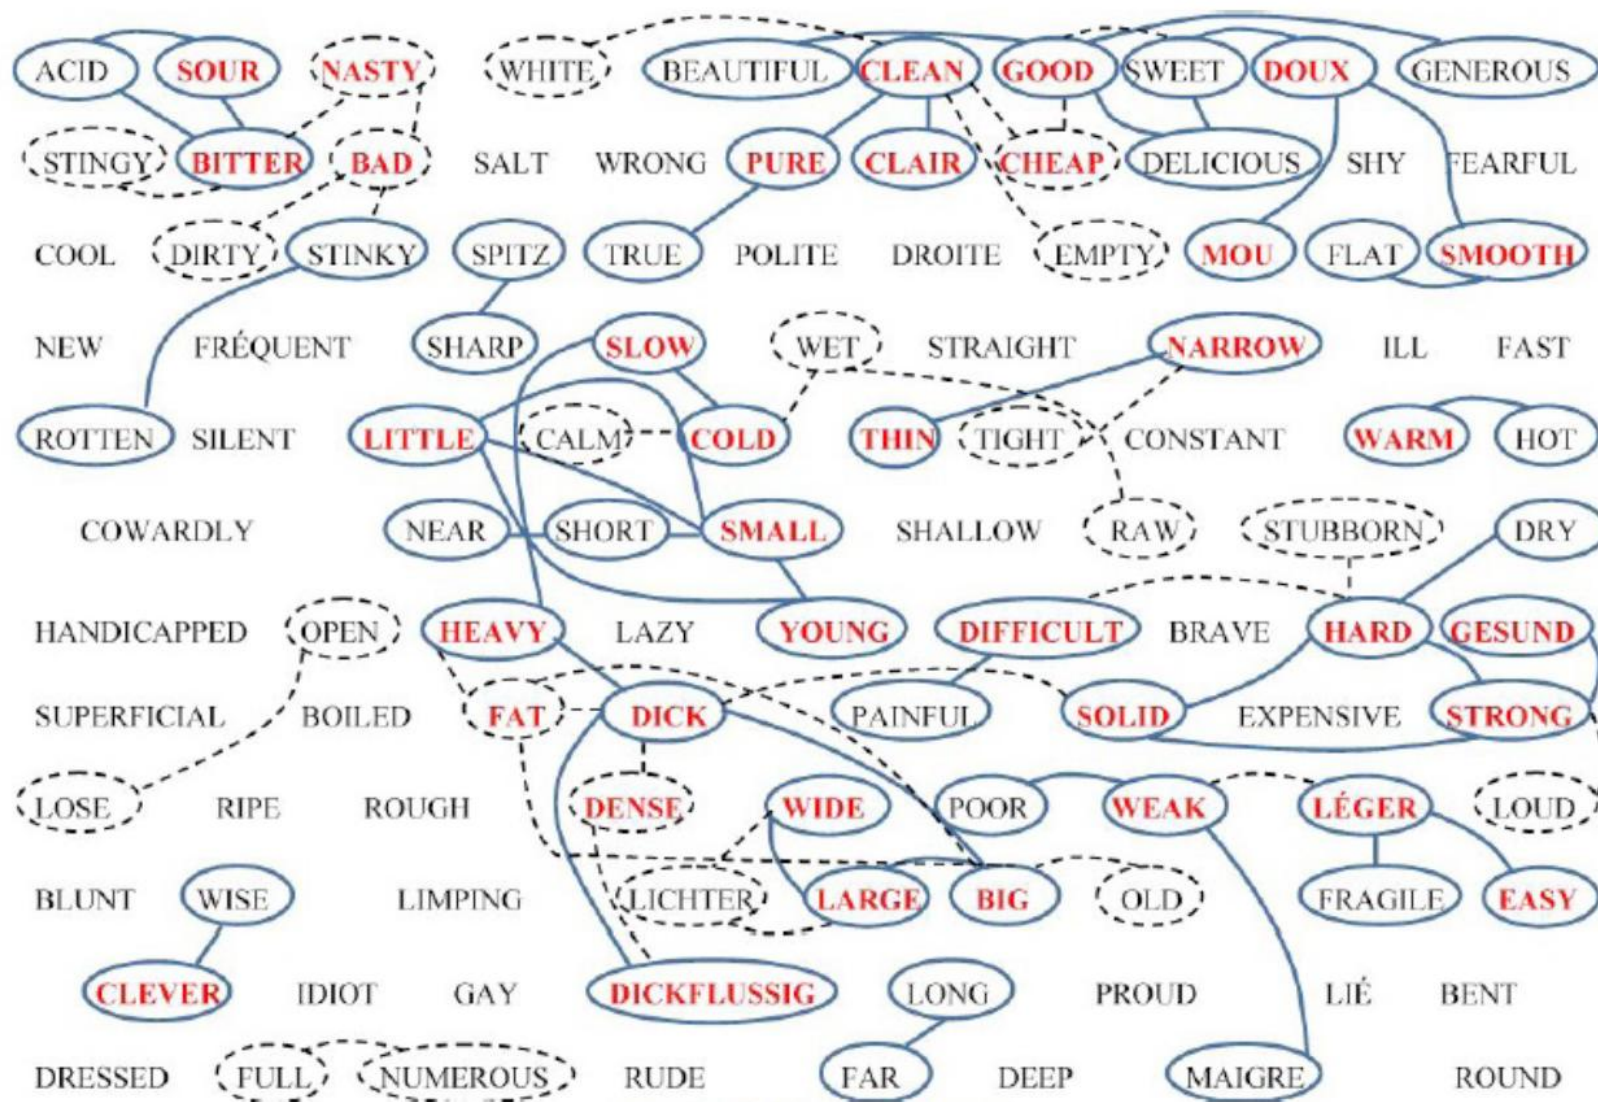 ACID SOUR NASTY WHITE BEAUTIFUL CLEAN GOOD SWEET DOUX GENEROUS
STINGY BITTER BAD SALT WRONG PURE CLAIR CHEAP DELICIOUS SHY FEARFUL
COOL DIRTY STINKY SPITZ TRUE POLITE DROITE EMPTY MOU FLAT SMOOTH
NEW FRÉQUENT SHARP SLOW WET STRAIGHT NARROW ILL FAST
ROTTEN SILENT LITTLE CALM COLD THIN TIGHT CONSTANT WARM HOT
COWARDLY NEAR SHORT SMALL SHALLOW RAW STUBBORN DRY
HANDICAPPED OPEN HEAVY LAZY YOUNG DIFFICULT BRAVE HARD GESUND
SUPERFICIAL BOILED FAT DICK PAINFUL SOLID EXPENSIVE STRONG
LOSE RIPE ROUGH DENSE WIDE POOR WEAK LÉGER LOUD
BLUNT WISE LIMPING LICHTER LARGE BIG OLD FRAGILE EASY
CLEVER IDIOT GAY DICKFLUSSIG LONG PROUD LIÉ BENT
DRESSED FULL NUMEROUS RUDE FAR DEEP MAIGRE ROUND